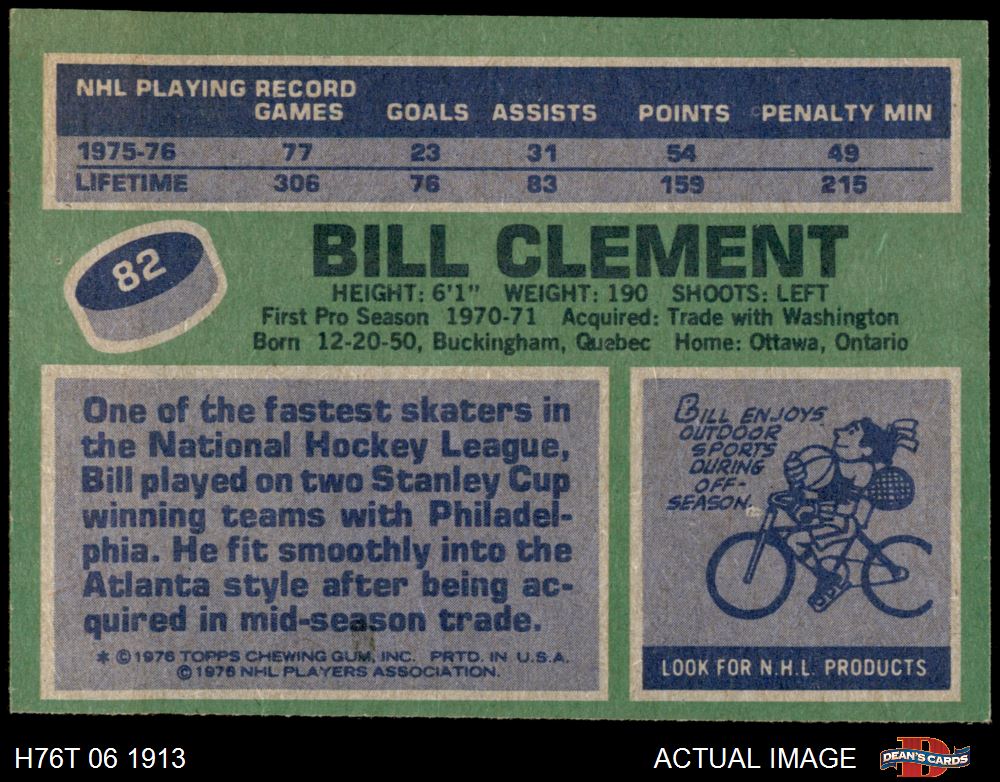 NHL PLAYING RECORD
GAMES GOALS ASSISTS POINTS PENALTY MIN
1975-76 77 23 31 54 49
LIFETIME 306 76 83 159 215
82
BILL CLEMENT
HEIGHT: 6'1" WEIGHT: 190 SHOOTS: LEFT
First Pro Season 1970-71 Acquired: Trade with Washington
Born 12-20-50, Buckingham, Quebec Home: Ottawa, Ontario
One of the fastest skaters in
the National Hockey League,
Bill played on two Stanley Cup
winning teams with Philadel-
phia. He fit smoothly into the
Atlanta style after being ac-
quired in mid-season trade.
* © 1976 TOPPS CHEWING GUM, INC. PRTD. IN U.S.A.
© 1976 NHL PLAYERS ASSOCIATION.
BILL ENJOYS
OUTDOOR
SPORTS
DURING
OFF-
SEASON.
LOOK FOR N.H.L. PRODUCTS
H76T 06 1913
ACTUAL IMAGE
DEAN'S CARDS